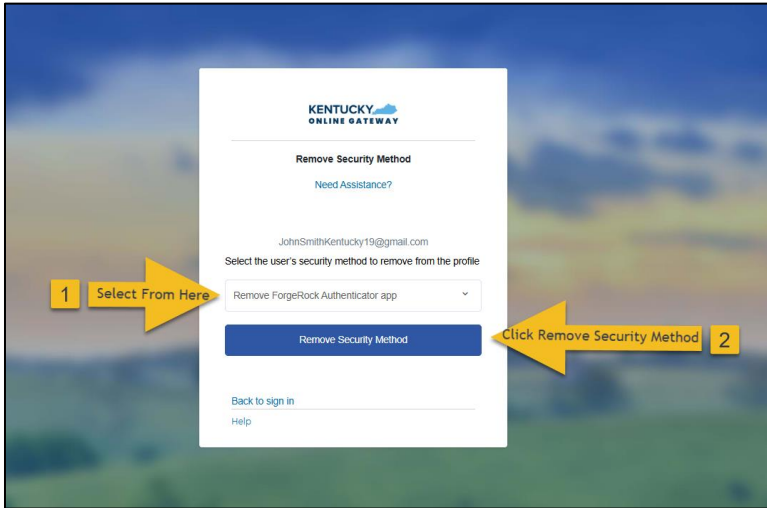 KENTUCKY
ONLINE GATEWAY
Remove Security Method
Need Assistance?
JohnSmithKentucky19@gmail.com
Select the user's security method to remove from the profile
1 Select From Here
Remove ForgeRock Authenticator app
Remove Security Method
Click Remove Security Method 2
Back to sign in
Help